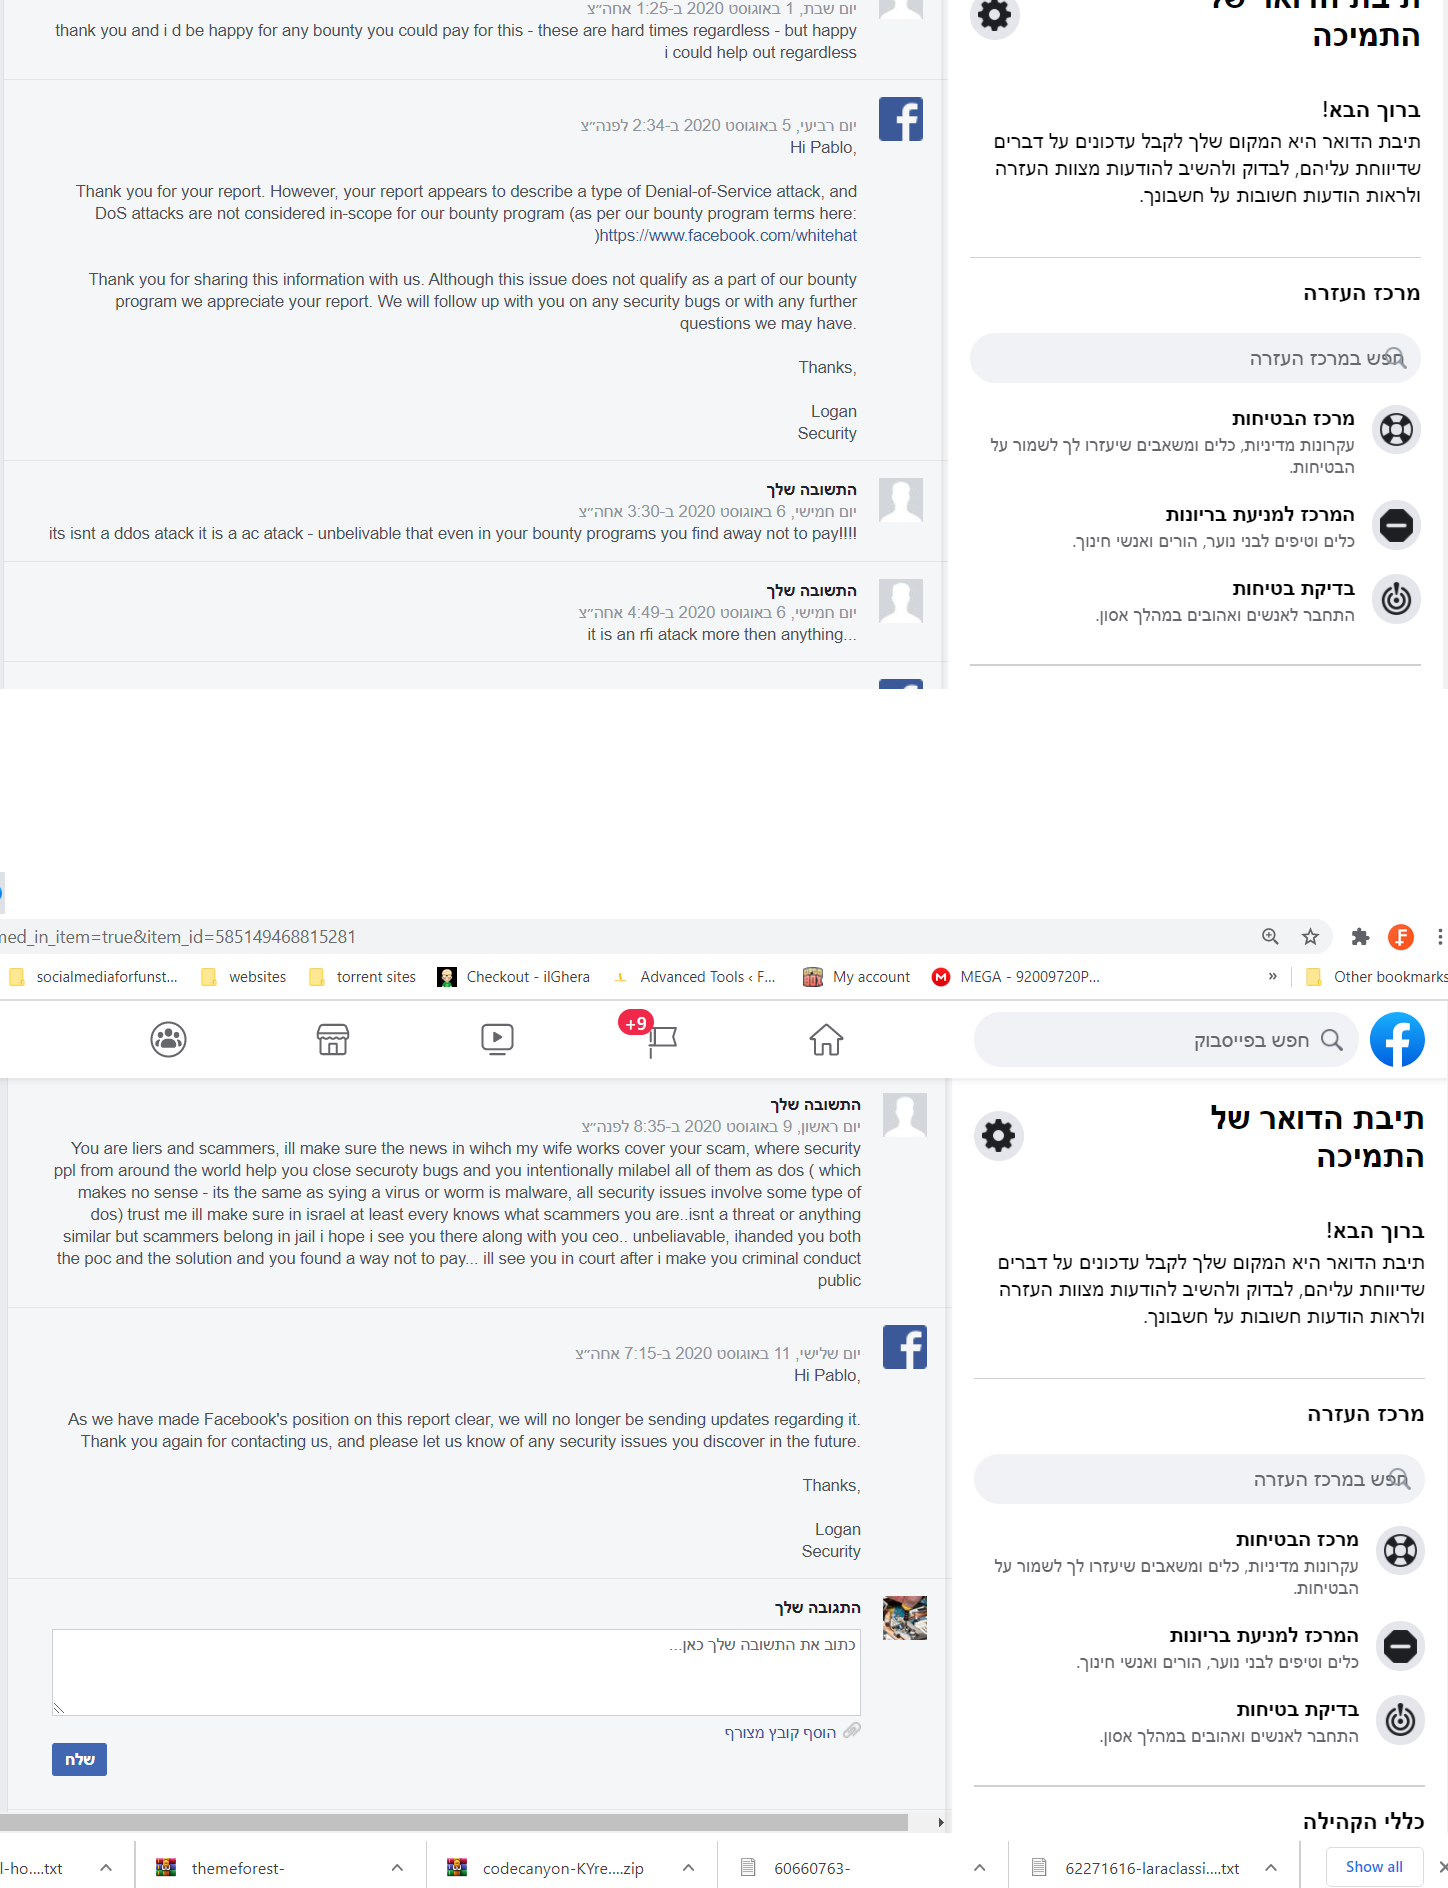 תיבת הדואר של
התמיכה
ברוך הבא!
תיבת הדואר היא המקום שלך לקבל עדכונים על דברים
שדיווחת עליהם, לבדוק ולהשיב להודעות מצוות העזרה
ולראות הודעות חשובות על חשבונך.
מרכז העזרה
חפש במרכז העזרה
מרכז הבטיחות
עקרונות מדיניות, כלים ומשאבים שיעזרו לך לשמור על
הבטיחות.
המרכז למניעת בריונות
כלים וטיפים לבני נוער, הורים ואנשי חינוך.
בדיקת בטיחות
התחבר לאנשים ואהובים במהלך אסון.
יום שבת, 1 באוגוסט 2020 ב-1:25 אחה״צ
thank you and i d be happy for any bounty you could pay for this - these are hard times regardless - but happy
i could help out regardless
יום רביעי, 5 באוגוסט 2020 ב-2:34 לפנה״צ
Hi Pablo,
Thank you for your report. However, your report appears to describe a type of Denial-of-Service attack, and
DoS attacks are not considered in-scope for our bounty program (as per our bounty program terms here:
)https://www.facebook.com/whitehat
Thank you for sharing this information with us. Although this issue does not qualify as a part of our bounty
program we appreciate your report. We will follow up with you on any security bugs or with any further
questions we may have.
Thanks,
Logan
Security
התשובה שלך
יום חמישי, 6 באוגוסט 2020 ב-3:30 אחה״צ
its isnt a ddos atack it is a ac atack - unbelivable that even in your bounty programs you find away not to pay!!!!
התשובה שלך
יום חמישי, 6 באוגוסט 2020 ב-4:49 אחה״צ
it is an rfi atack more then anything...
ned_in_item=true&item_id=585149468815281
socialmediaforfunst... websites torrent sites Checkout - ilGhera Advanced Tools ‹ F... My account MEGA - 92009720P... » Other bookmarks
+9
חפש בפייסבוק
תיבת הדואר של
התמיכה
ברוך הבא!
תיבת הדואר היא המקום שלך לקבל עדכונים על דברים
שדיווחת עליהם, לבדוק ולהשיב להודעות מצוות העזרה
ולראות הודעות חשובות על חשבונך.
מרכז העזרה
חפש במרכז העזרה
מרכז הבטיחות
עקרונות מדיניות, כלים ומשאבים שיעזרו לך לשמור על
הבטיחות.
המרכז למניעת בריונות
כלים וטיפים לבני נוער, הורים ואנשי חינוך.
בדיקת בטיחות
התחבר לאנשים ואהובים במהלך אסון.
כללי הקהילה
התשובה שלך
יום ראשון, 9 באוגוסט 2020 ב-8:35 לפנה״צ
You are liers and scammers, ill make sure the news in wihch my wife works cover your scam, where security
ppl from around the world help you close securoty bugs and you intentionally milabel all of them as dos ( which
makes no sense - its the same as sying a virus or worm is malware, all security issues involve some type of
dos) trust me ill make sure in israel at least every knows what scammers you are..isnt a threat or anything
similar but scammers belong in jail i hope i see you there along with you ceo.. unbeliavable, ihanded you both
the poc and the solution and you found a way not to pay... ill see you in court after i make you criminal conduct
public
יום שלישי, 11 באוגוסט 2020 ב-7:15 אחה״צ
Hi Pablo,
As we have made Facebook's position on this report clear, we will no longer be sending updates regarding it.
Thank you again for contacting us, and please let us know of any security issues you discover in the future.
Thanks,
Logan
Security
התגובה שלך
כתוב את התשובה שלך כאן...
הוסף קובץ מצורף
שלח
l-ho....txt themeforest- codecanyon-KYre....zip 60660763- 62271616-laraclassi....txt Show all